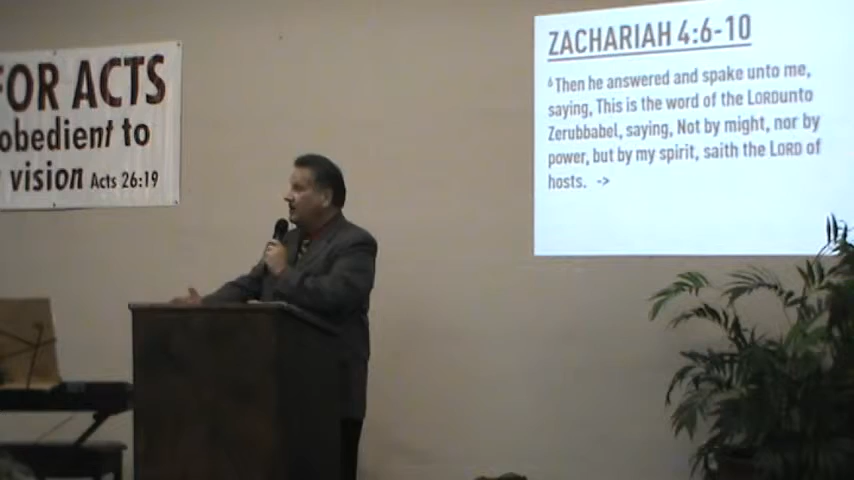 FOR ACTS
obedient to
vision Acts 26:19
ZACHARIAH 4:6-10
6 Then he answered and spake unto me,
saying, This is the word of the LORDunto
Zerubbabel, saying, Not by might, nor by
power, but by my spirit, saith the LORD of
hosts. ->